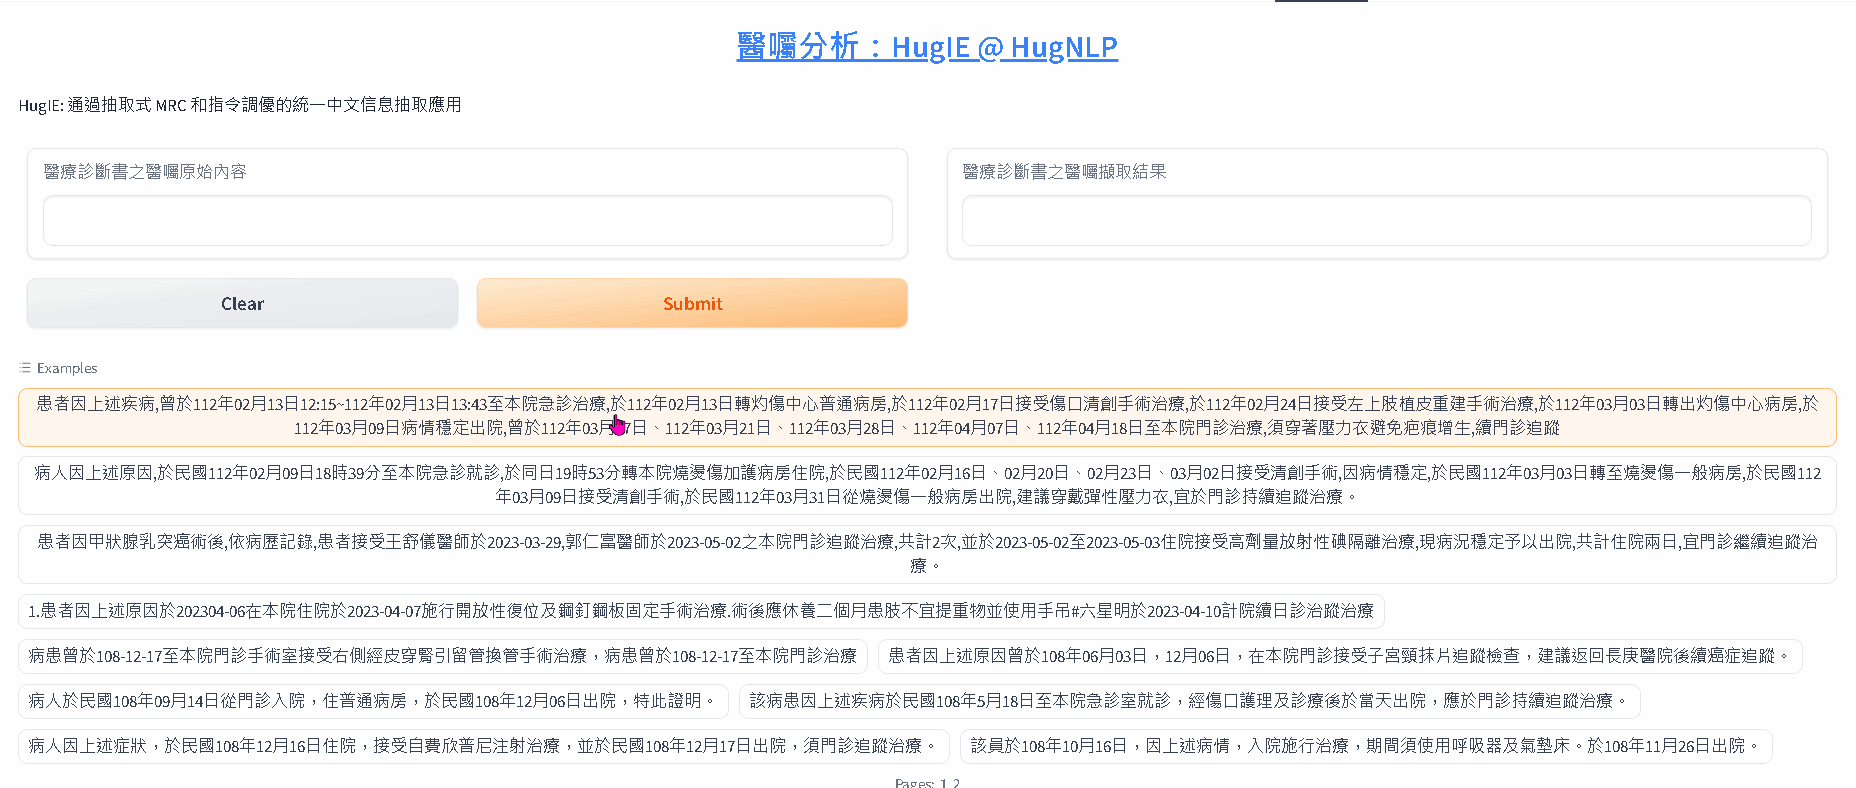 醫囑分析：HugIE @ HugNLP
HugIE: 通過抽取式 MRC 和指令調優的統一中文信息抽取應用
醫療診斷書之醫囑原始內容
醫療診斷書之醫囑擷取結果
Clear
Submit
Examples
患者因上述疾病,曾於112年02月13日12:15~112年02月13日13:43至本院急診治療,於112年02月13日轉灼傷中心普通病房,於112年02月17日接受傷口清創手術治療,於112年02月24日接受左上肢植皮重建手術治療,於112年03月03日轉出灼傷中心病房,於
112年03月09日病情穩定出院,曾於112年03月 7日、112年03月21日、112年03月28日、112年04月07日、112年04月18日至本院門診治療,須穿著壓力衣避免疤痕增生,續門診追蹤
病人因上述原因,於民國112年02月09日18時39分至本院急診就診,於同日19時53分轉本院燒燙傷加護病房住院,於民國112年02月16日、02月20日、02月23日、03月02日接受清創手術,因病情穩定,於民國112年03月03日轉至燒燙傷一般病房,於民國112
年03月09日接受清創手術,於民國112年03月31日從燒燙傷一般病房出院,建議穿戴彈性壓力衣,宜於門診持續追蹤治療。
患者因甲狀腺乳突癌術後,依病歷記錄,患者接受王舒儀醫師於2023-03-29,郭仁富醫師於2023-05-02之本院門診追蹤治療,共計2次,並於2023-05-02至2023-05-03住院接受高劑量放射性碘隔離治療,現病況穩定予以出院,共計住院兩日,宜門診繼續追蹤治
療。
1.患者因上述原因於202304-06在本院住院於2023-04-07施行開放性復位及鋼釘鋼板固定手術治療.術後應休養二個月患肢不宜提重物並使用手吊#六星明於2023-04-10計院續日診治蹤治療
病患曾於108-12-17至本院門診手術室接受右側經皮穿腎引留管換管手術治療，病患曾於108-12-17至本院門診治療
患者因上述原因曾於108年06月03日，12月06日，在本院門診接受子宮頸抹片追蹤檢查，建議返回長庚醫院後續癌症追蹤。
病人於民國108年09月14日從門診入院，住普通病房，於民國108年12月06日出院，特此證明。
該病患因上述疾病於民國108年5月18日至本院急診室就診，經傷口護理及診療後於當天出院，應於門診持續追蹤治療。
病人因上述症狀，於民國108年12月16日住院，接受自費欣普尼注射治療，並於民國108年12月17日出院，須門診追蹤治療。
該員於108年10月16日，因上述病情，入院施行治療，期間須使用呼吸器及氣墊床。於108年11月26日出院。
Pages: 1 2